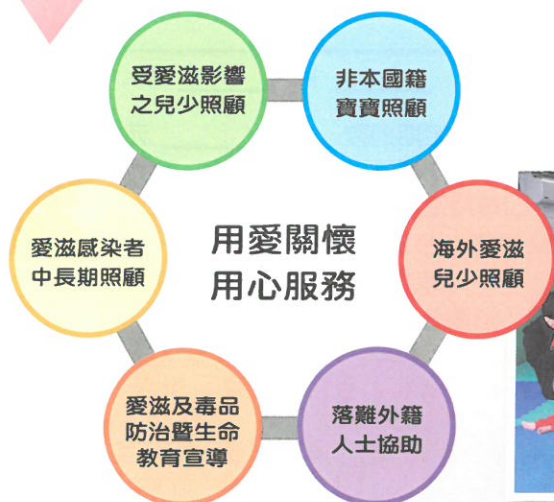 受愛滋影響
之兒少照顧
非本國籍
寶寶照顧
愛滋感染者
中長期照顧
用愛關懷
用心服務
海外愛滋
兒少照顧
愛滋及毒品
防治暨生命
教育宣導
落難外籍
人士協助